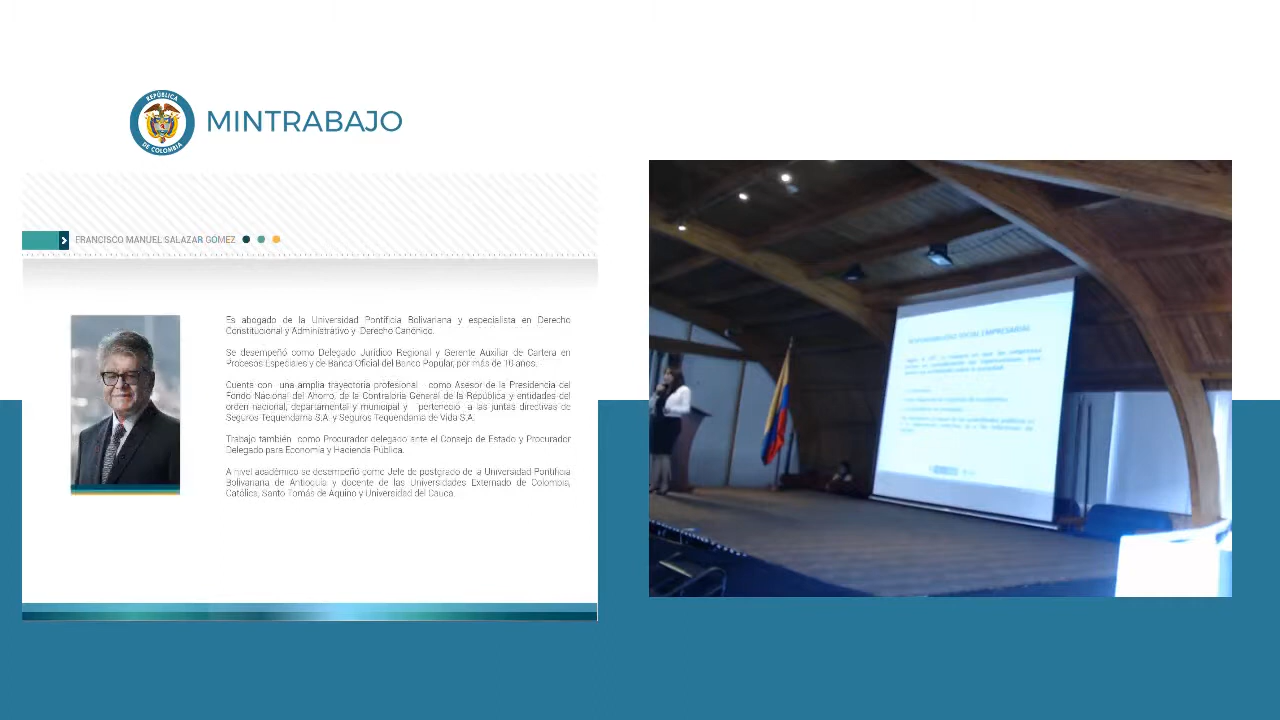 REPÚBLICA
DE COLOMBIA
MINTRABAJO
FRANCISCO MANUEL SALAZAR GOMEZ
Es abogado de la Universidad Pontificia Bolivariana y especialista en Derecho
Constitucional y Administrativo y Derecho Canónico.
Se desempeñó como Delegado Jurídico Regional y Gerente Auxiliar de Cartera en
Procesos Especiales y de la Banca Oficial del Banco Popular, por más de 10 años.
Cuenta con una amplia trayectoria profesional como Asesor de la Presidencia del
Fondo Nacional del Ahorro, de la Contraloría General de la República y entidades del
orden nacional, departamental y municipal y perteneció a las juntas directivas de
Seguros Tequendama S.A. y Seguros Tequendama de Vida S.A.
Trabajo también como procurador delegado ante el Consejo de Estado y Procurador
Delegado para Economía y Hacienda Pública.
A nivel académico se desempeñó como Jefe de postgrado de la Universidad Pontificia
Bolivariana de Antioquia y docente de las Universidades Externado de Colombia,
Católica, Santo Tomás de Aquino y Universidad del Cauca.
RESPONSABILIDAD SOCIAL EMPRESARIAL